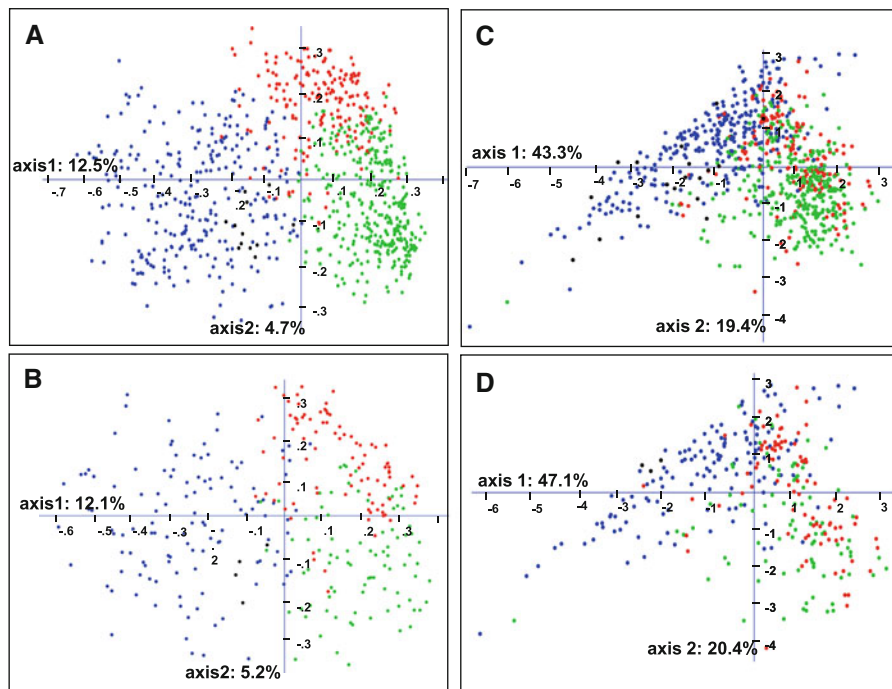 A
.3
.2
.1
axis1: 12.5%
-.7 -.6 -.5 -.4 -.3 .2 -.1 .1 .2 .3
-.1
-.2
-.3
axis2: 4.7%
B
.3
.2
.1
axis1: 12.1%
-.6 -.5 -.4 -.3 - 2 -.1 .1 .2 .3
-.1
-.2
-.3
axis2: 5.2%
C
3
2
1
axis 1: 43.3%
-7 -6 -5 -4 -3 -2 -1 1 2 3
-1
-2
-3
-4
axis 2: 19.4%
D
3
2
1
axis 1: 47.1%
-6 -5 -4 -3 -2 -1 1 2 3
-1
-2
-3
-4
axis 2: 20.4%